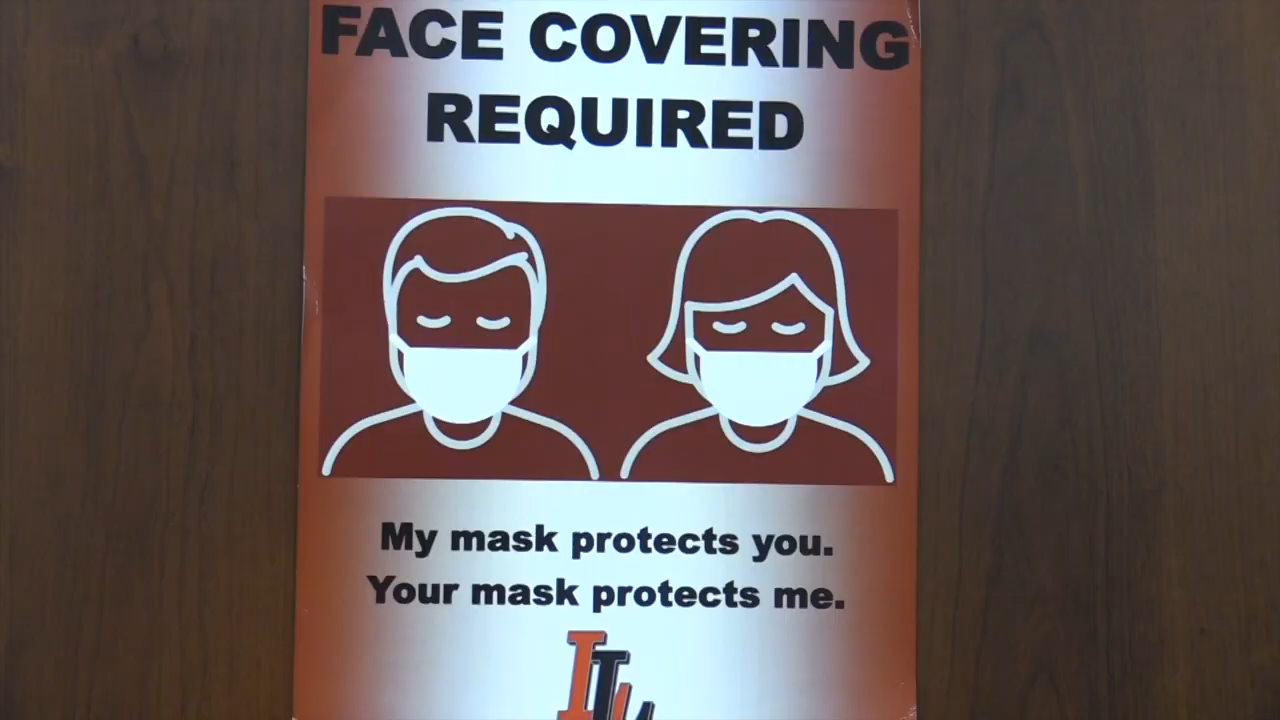 FACE COVERING
REQUIRED
My mask protects you.
Your mask protects me.